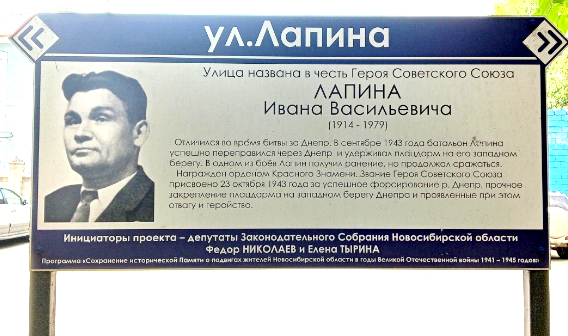 ул.Лапина
Улица названа в честь Героя Советского Союза
ЛАПИНА
Ивана Васильевича
(1914 - 1979)
Отличился во время битвы за Днепр. В сентябре 1943 года батальон Лапина
успешно переправился через Днепр и удерживал плацдарм на его западном
берегу. В одном из боёв Лапин получил ранение, но продолжал сражаться.
Награжден орденом Красного Знамени. Звание Героя Советского Союза
присвоено 23 октября 1943 года за успешное форсирование р. Днепр, прочное
закрепление плацдарма на западном берегу Днепра и проявленные при этом
отвагу и геройство.
Инициаторы проекта – депутаты Законодательного Собрания Новосибирской области
Федор НИКОЛАЕВ и Елена ТЫРИНА
Программа «Сохранение исторической Памяти о подвигах жителей Новосибирской области в годы Великой Отечественной войны 1941 – 1945 годов»